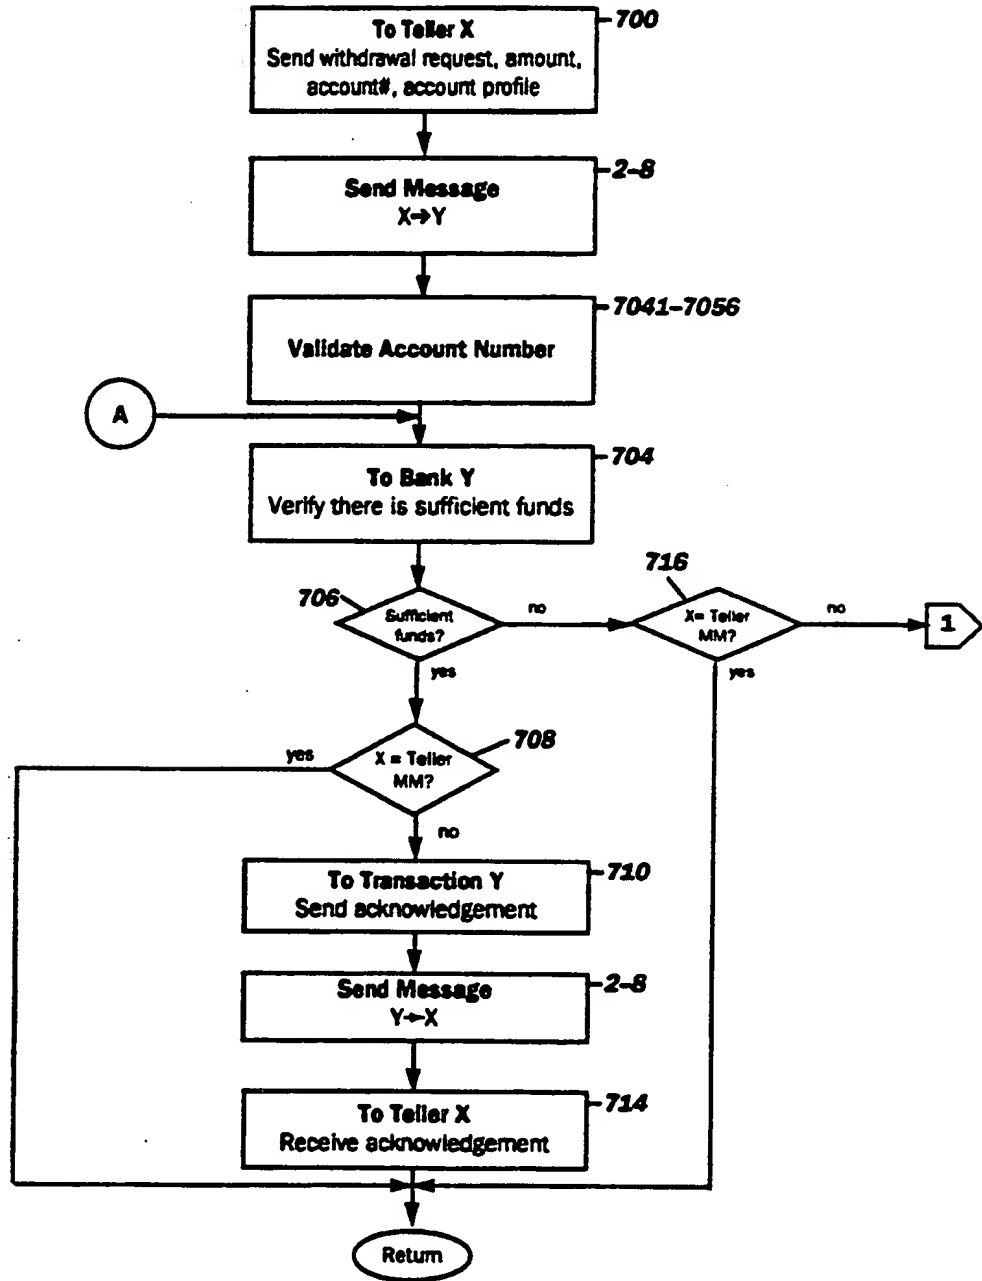 To Teller X
700
Send withdrawal request, amount,
account#, account profile
Send Message
2-8
X→Y
7041-7056
Validate Account Number
A
To Bank Y
704
Verify there is sufficient funds
716
706
Sufficient
funds?
no
X= Teller
MM?
no
1
yes
yes
708
yes
X = Teller
MM?
no
To Transaction Y
710
Send acknowledgement
Send Message
2-8
Y→X
To Teller X
714
Receive acknowledgement
Return